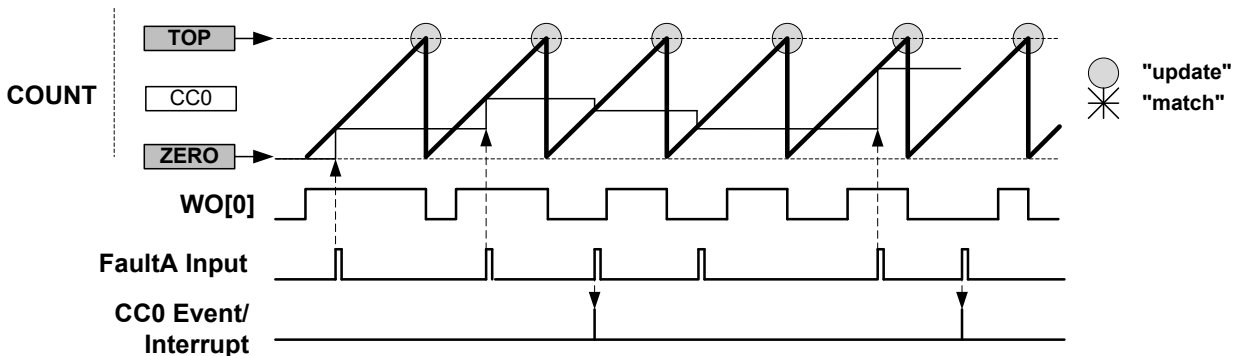 TOP
COUNT
CC0
ZERO
"update"
"match"
WO[0]
FaultA Input
CC0 Event/
Interrupt